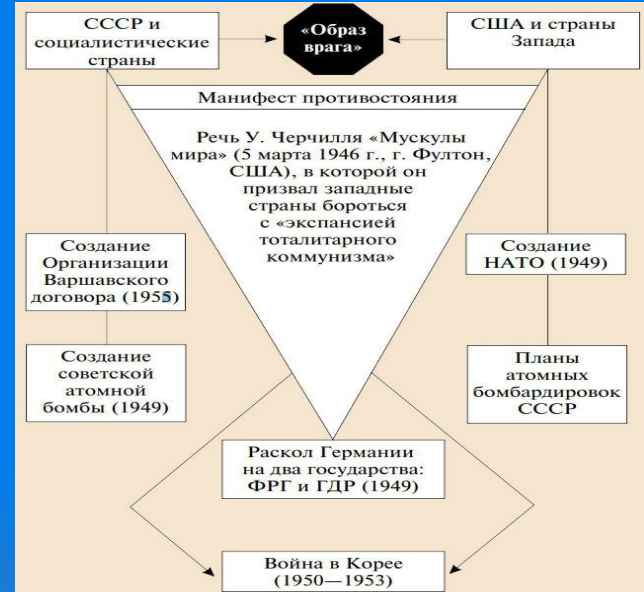 СССР и
социалистические
страны
«Образ
врага»
США и страны
Запада
Манифест противостояния
Речь У. Черчилля «Мускулы
мира» (5 марта 1946 г., г. Фултон,
США), в которой он
призвал западные
страны бороться
с «экспансией
тоталитарного
коммунизма»
Создание
Организации
Варшавского
договора (1955)
Создание
НАТО (1949)
Создание
советской
атомной
бомбы (1949)
Планы
атомных
бомбардировок
СССР
Раскол Германии
на два государства:
ФРГ и ГДР (1949)
Война в Корее
(1950—1953)